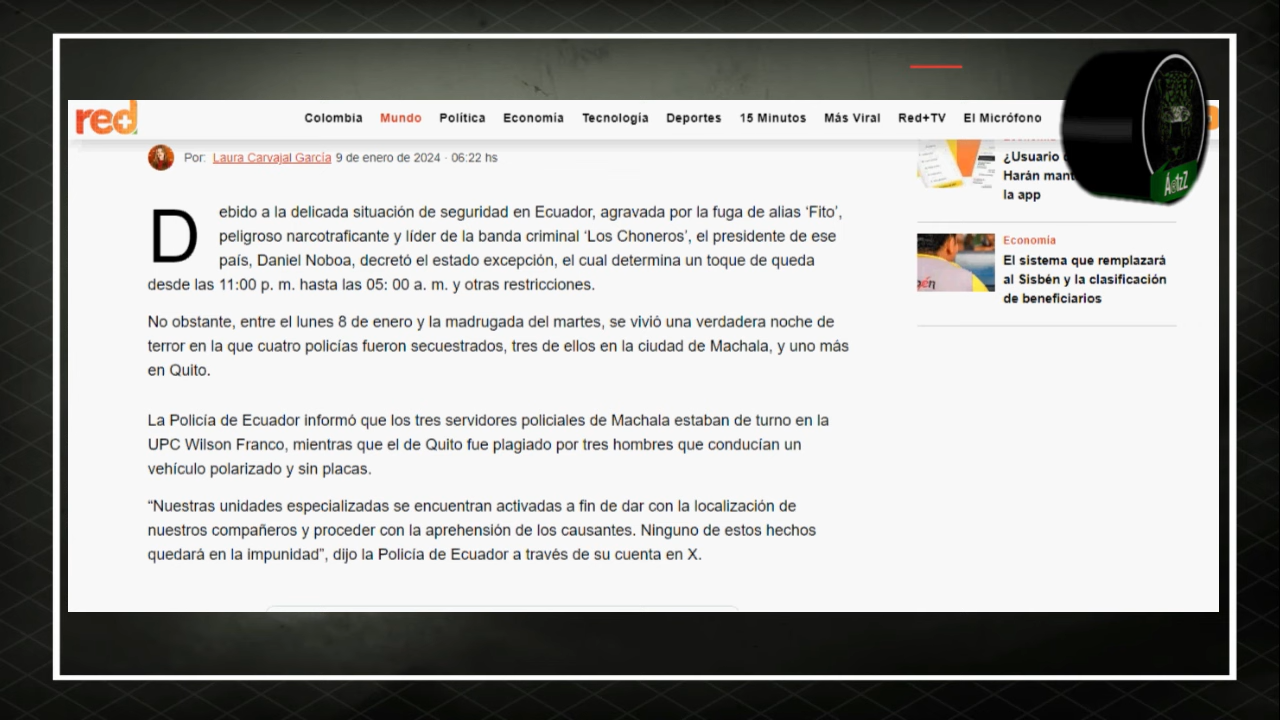 red+
Colombia Mundo Política Economía Tecnología Deportes 15 Minutos Más Viral Red+TV El Micrófono
Por: Laura Carvajal García 9 de enero de 2024 · 06:22 hs
Debido a la delicada situación de seguridad en Ecuador, agravada por la fuga de alias ‘Fito’,
peligroso narcotraficante y líder de la banda criminal ‘Los Choneros’, el presidente de ese
país, Daniel Noboa, decretó el estado excepción, el cual determina un toque de queda
desde las 11:00 p. m. hasta las 05: 00 a. m. y otras restricciones.
No obstante, entre el lunes 8 de enero y la madrugada del martes, se vivió una verdadera noche de
terror en la que cuatro policías fueron secuestrados, tres de ellos en la ciudad de Machala, y uno más
en Quito.
La Policía de Ecuador informó que los tres servidores policiales de Machala estaban de turno en la
UPC Wilson Franco, mientras que el de Quito fue plagiado por tres hombres que conducían un
vehículo polarizado y sin placas.
“Nuestras unidades especializadas se encuentran activadas a fin de dar con la localización de
nuestros compañeros y proceder con la aprehensión de los causantes. Ninguno de estos hechos
quedará en la impunidad”, dijo la Policía de Ecuador a través de su cuenta en X.
¿Usuario
Harán
la app
Economía
El sistema que remplazará
al Sisbén y la clasificación
de beneficiarios